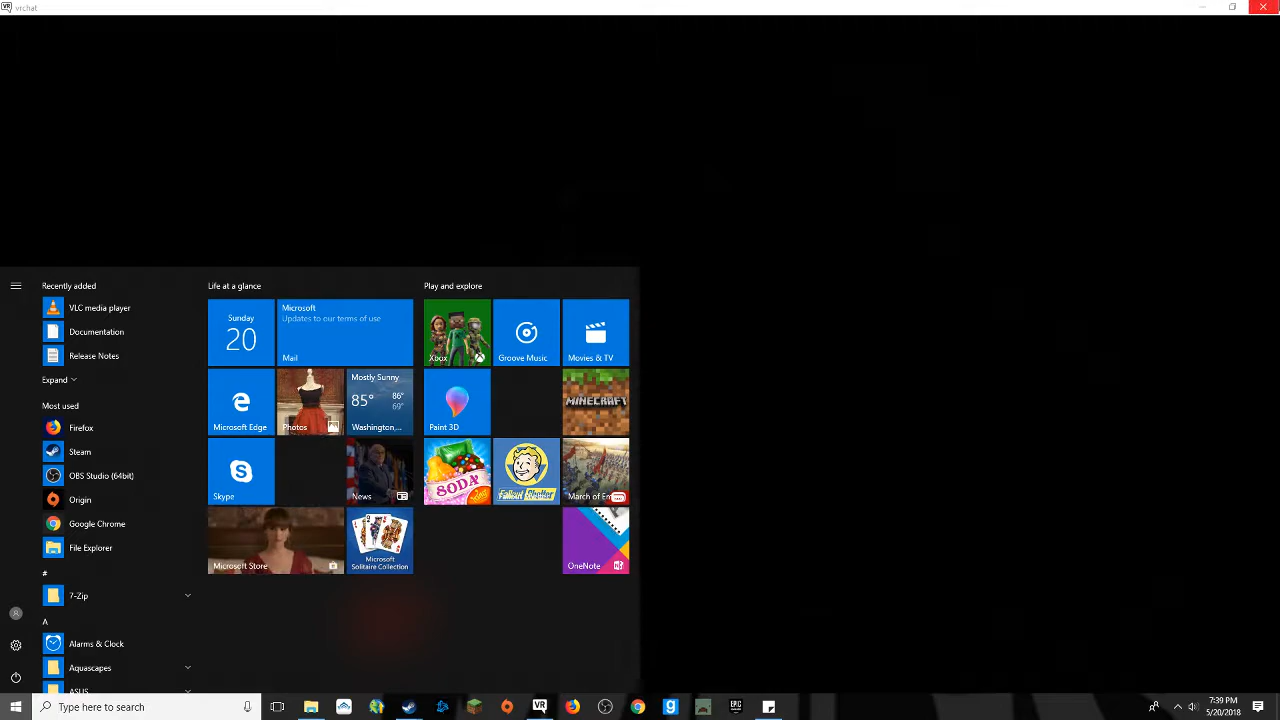 vrchat
Recently added
VLC media player
Documentation
Release Notes
Expand
Most used
Firefox
Steam
OBS Studio (64bit)
Origin
Google Chrome
File Explorer
#
7-Zip
A
Alarms & Clock
Aquascapes
ASUS
Life at a glance
Sunday
20
Microsoft
Updates to our terms of use
Mail
Microsoft Edge
Photos
Mostly Sunny
85° 86°
69°
Washington,...
Skype
News
Microsoft Store
Microsoft
Solitaire Collection
Play and explore
Xbox
Groove Music
Movies & TV
Paint 3D
MINECRAFT
SODA
March of Em
OneNote
Type here to search
VR
EPIC
7:39 PM
5/20/2018